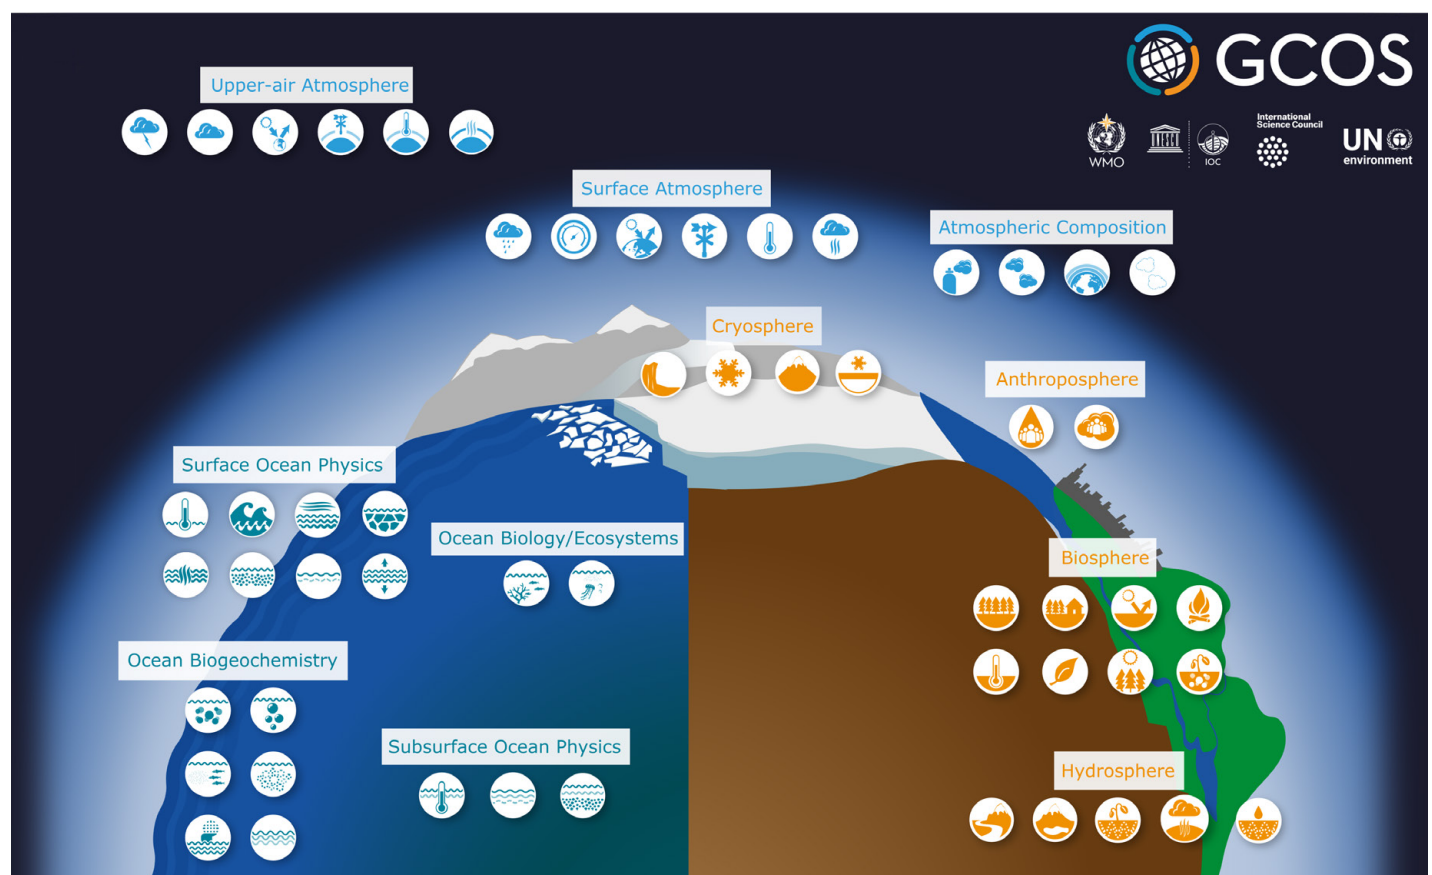 GCOS
Upper-air Atmosphere
WMO
UNESCO
IOC
International
Science Council
UN
environment
Surface Atmosphere
Atmospheric Composition
Cryosphere
Anthroposphere
Surface Ocean Physics
Ocean Biology/Ecosystems
Biosphere
Ocean Biogeochemistry
Subsurface Ocean Physics
Hydrosphere